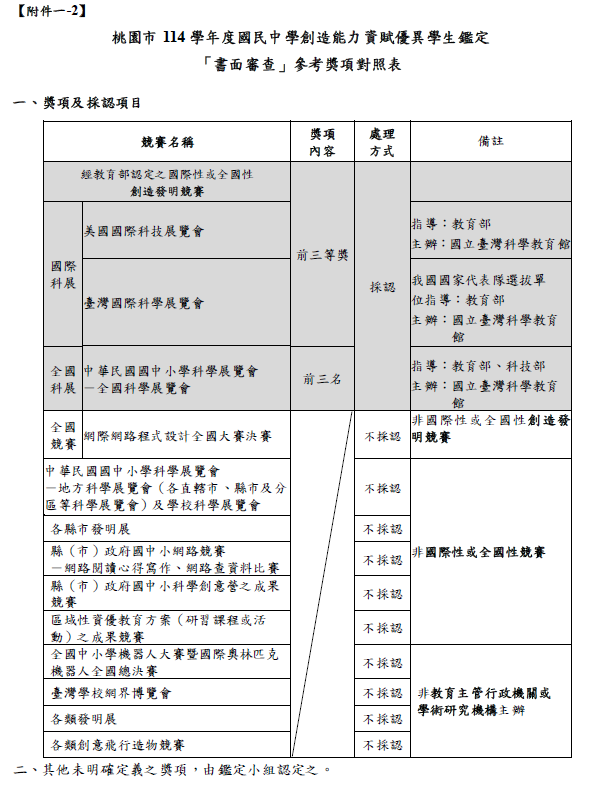 【附件一-2】
桃園市 114 學年度國民中學創造能力資賦優異學生鑑定
「書面審查」參考獎項對照表
一、獎項及採認項目
競賽名稱
獎項
內容
處理
方式
備註
經教育部認定之國際性或全國性
創造發明競賽
國際
科展
美國國際科技展覽會
前三等獎
採認
指導：教育部
主辦：國立臺灣科學教育館
臺灣國際科學展覽會
我國國家代表隊選拔單
位指導：教育部
主辦：國立臺灣科學教育
館
全國
科展
中華民國國中小學科學展覽會
－全國科學展覽會
前三名
指導：教育部、科技部
主辦：國立臺灣科學教育
館
全國
競賽
網際網路程式設計全國大賽決賽
不採認
非國際性或全國性創造發
明競賽
中華民國國中小學科學展覽會
－地方科學展覽會（各直轄市、縣市及分
區等科學展覽會）及學校科學展覽會
不採認
非國際性或全國性競賽
各縣市發明展
不採認
縣（市）政府國中小網路競賽
－網路閱讀心得寫作、網路查資料比賽
不採認
縣（市）政府國中小科學創意營之成果
競賽
不採認
區域性資優教育方案（研習課程或活
動）之成果競賽
不採認
全國中小學機器人大賽暨國際奧林匹克
機器人全國總決賽
不採認
非教育主管行政機關或
學術研究機構主辦
臺灣學校網界博覽會
不採認
各類發明展
不採認
各類創意飛行造物競賽
不採認
二、其他未明確定義之獎項，由鑑定小組認定之。